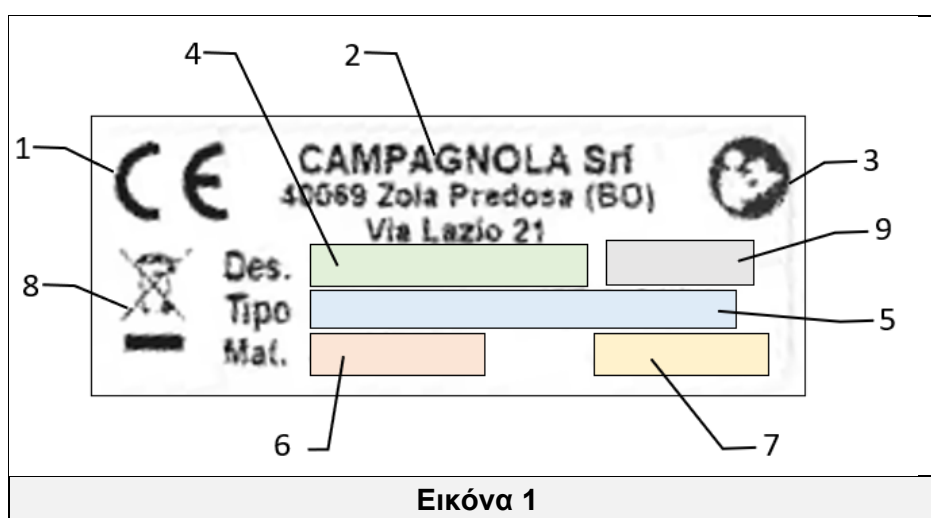 4
2
1
CE
CAMPAGNOLA Srl
3
40069 Zola Predosa (BO)
Via Lazio 21
9
8
Des.
Tipo
5
Mat.
6
7
Εικόνα 1